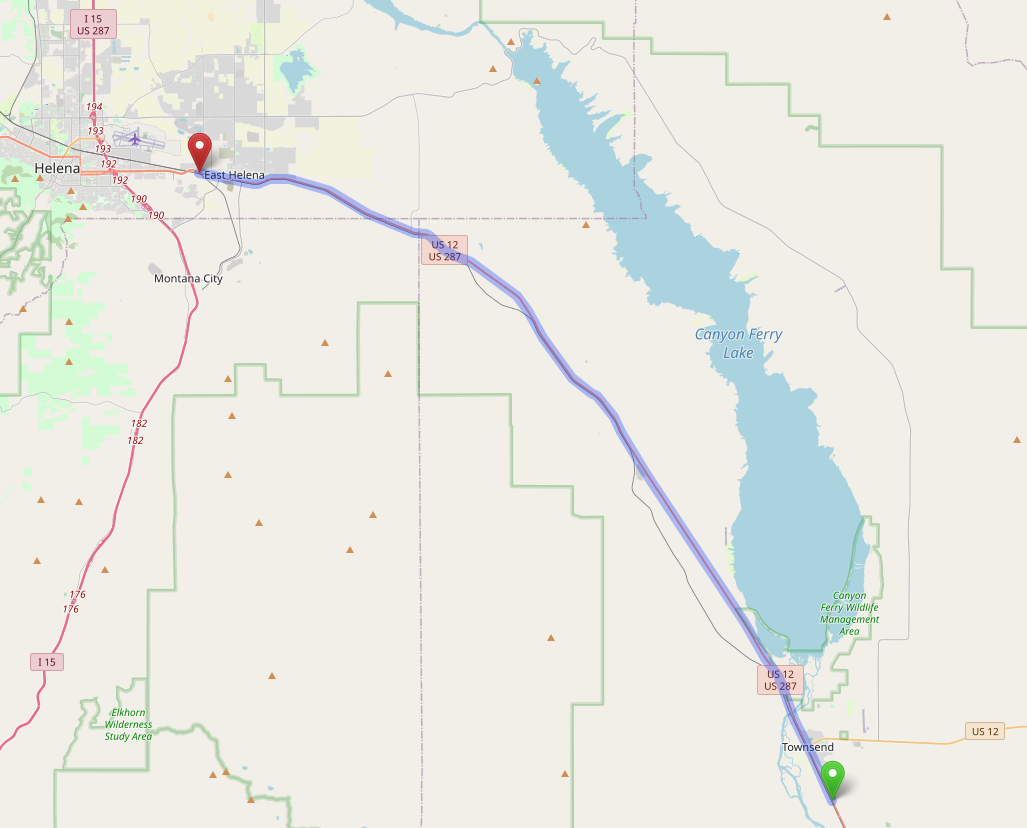 I 15
US 287
194
193
193
192
192
Helena
East Helena
190
190
US 12
US 287
Montana City
Canyon Ferry
Lake
182
182
176
176
Canyon
Ferry Wildlife
Management
Area
I 15
US 12
US 287
Elkhorn
Wilderness
Study Area
US 12
Townsend